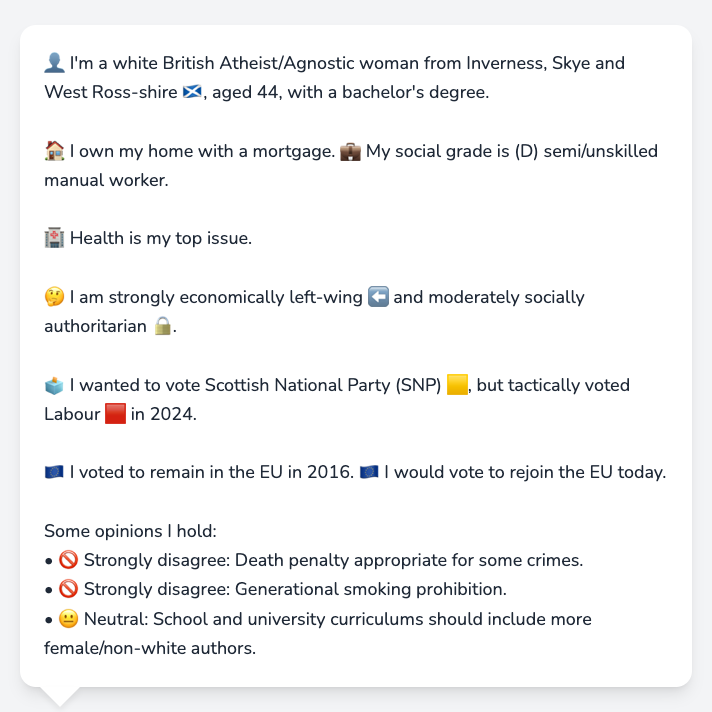 👤 I'm a white British Atheist/Agnostic woman from Inverness, Skye and
West Ross-shire 🏴󠁧󠁢󠁳󠁣󠁴󠁿, aged 44, with a bachelor's degree.
🏠 I own my home with a mortgage. 💼 My social grade is (D) semi/unskilled
manual worker.
🏥 Health is my top issue.
🤔 I am strongly economically left-wing ⬅️ and moderately socially
authoritarian 🔒.
🗳️ I wanted to vote Scottish National Party (SNP) 🟨, but tactically voted
Labour 🟥 in 2024.
🇪🇺 I voted to remain in the EU in 2016. 🇪🇺 I would vote to rejoin the EU today.
Some opinions I hold:
• 🚫 Strongly disagree: Death penalty appropriate for some crimes.
• 🚫 Strongly disagree: Generational smoking prohibition.
• 😐 Neutral: School and university curriculums should include more
female/non-white authors.